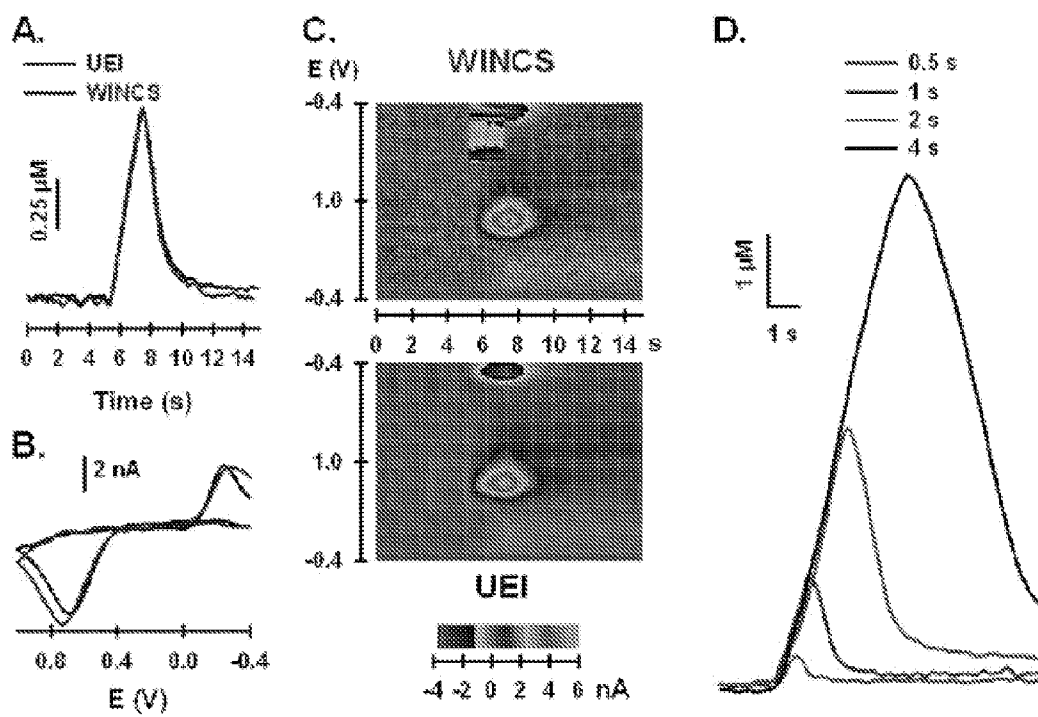 A.
UEI
WINCS
0.25 µM
0 2 4 6 8 10 12 14
Time (s)
B.
2 nA
0.8 0.4 0.0 -0.4
E (V)
C.
WINCS
E (V)
-0.4
1.0
-0.4
0 2 4 6 8 10 12 14 s
-0.4
1.0
-0.4
UEI
-4 -2 0 2 4 6 nA
D.
0.5 s
1 s
2 s
4 s
1 µM
1 s